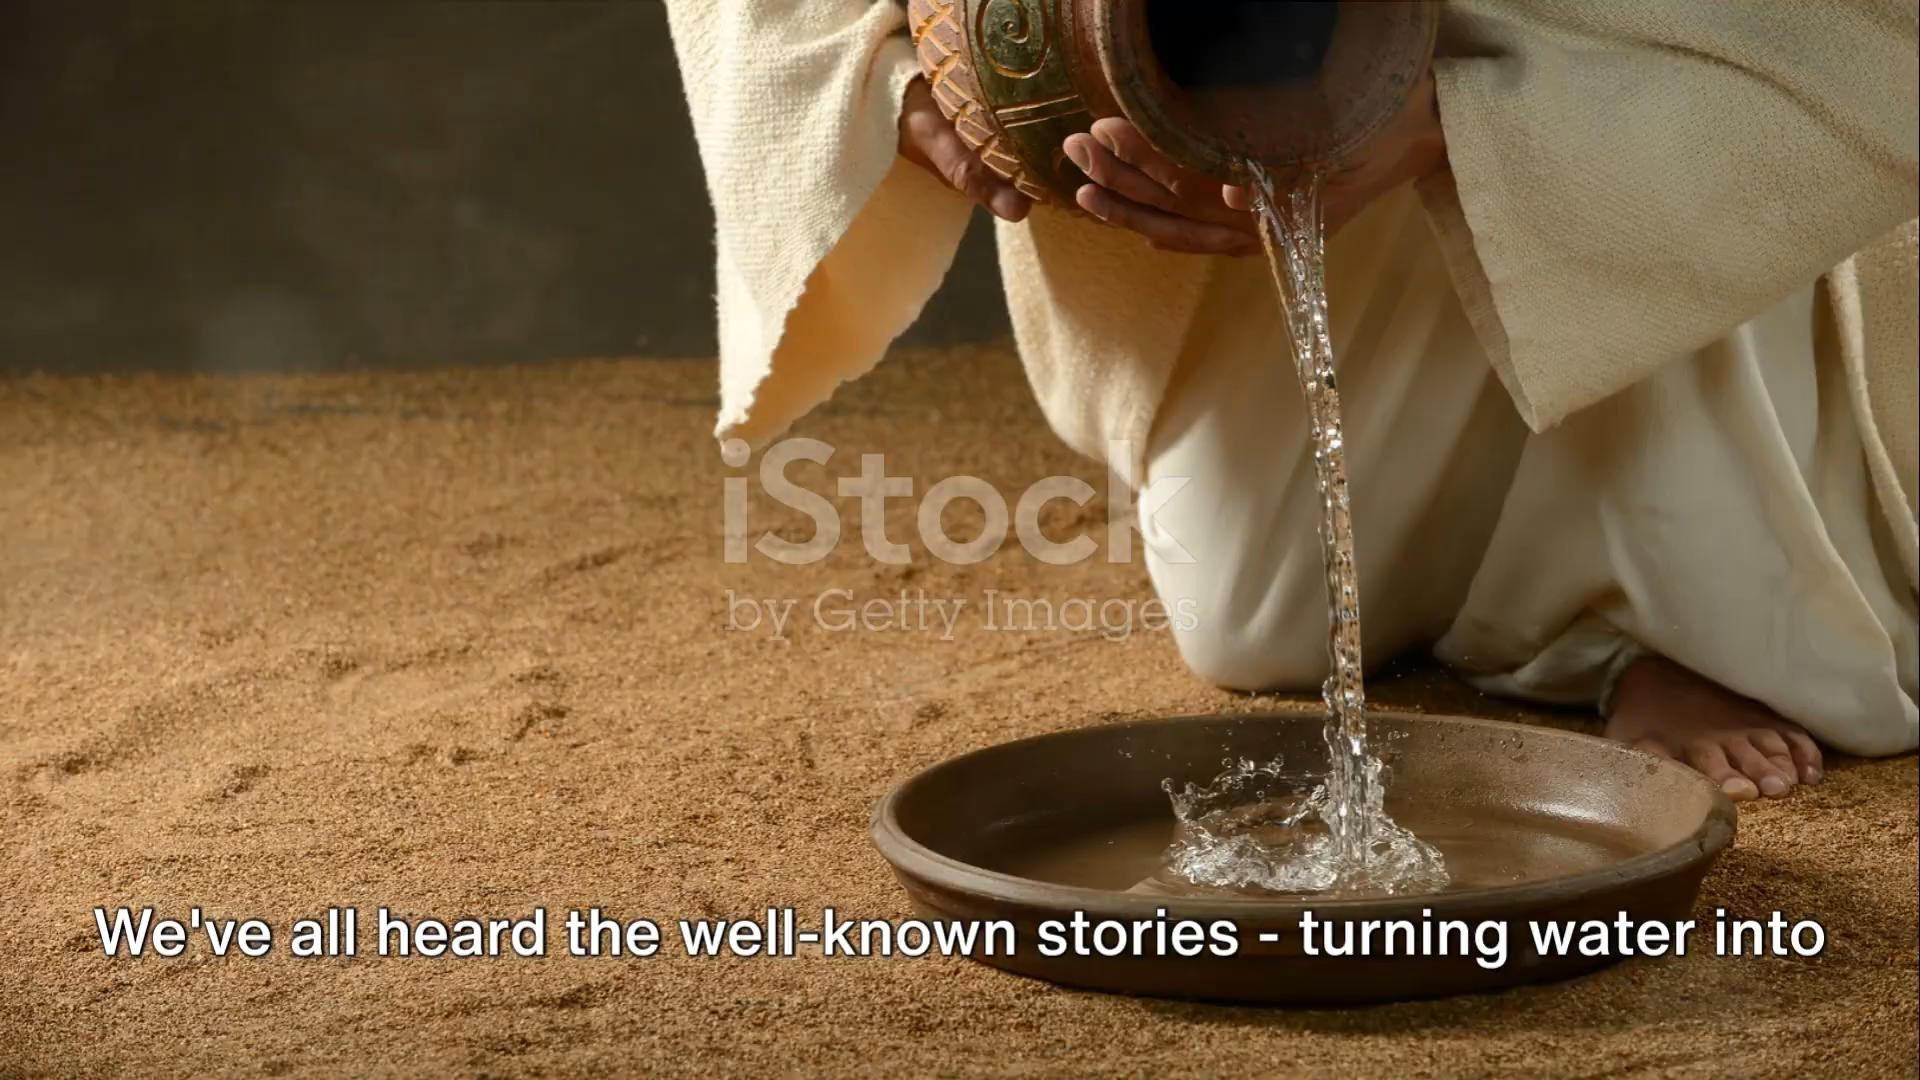 iStock
by Getty Images
We've all heard the well-known stories - turning water into